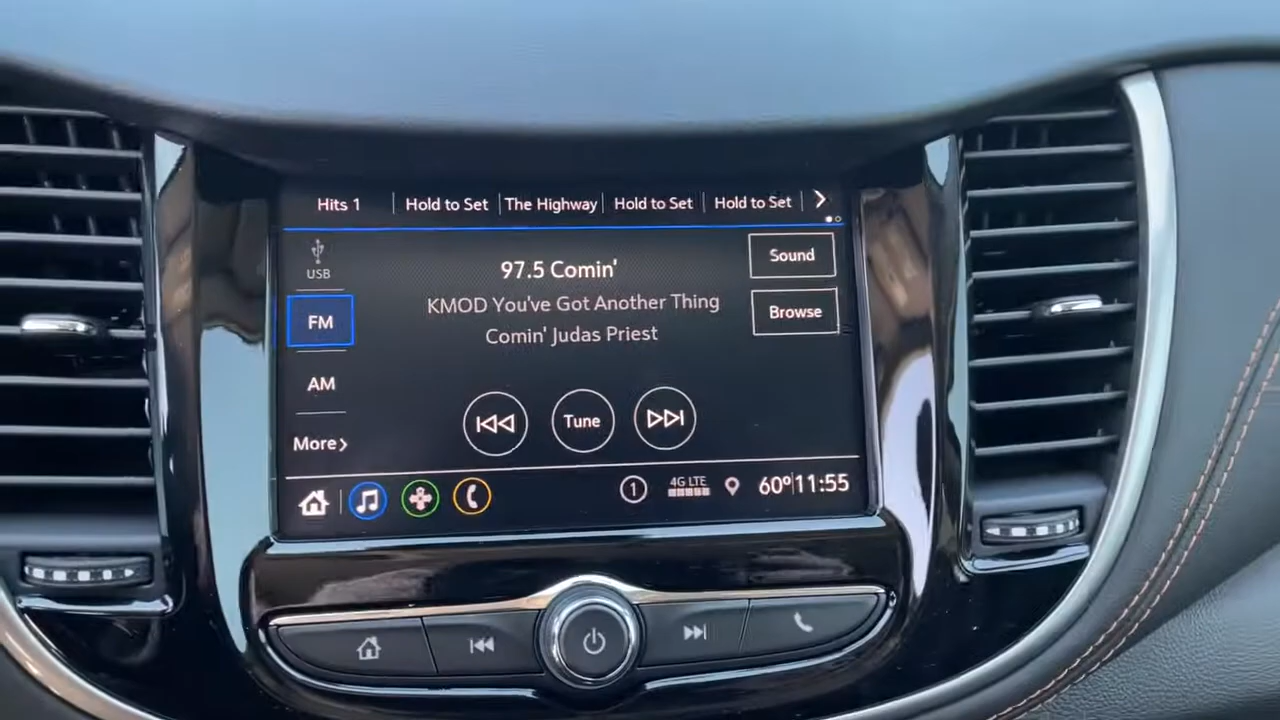 Hits 1 Hold to Set The Highway Hold to Set Hold to Set
USB
FM
AM
More
97.5 Comin'
KMOD You've Got Another Thing
Comin' Judas Priest
Sound
Browse
Tune
1 4G LTE 60° 11:55